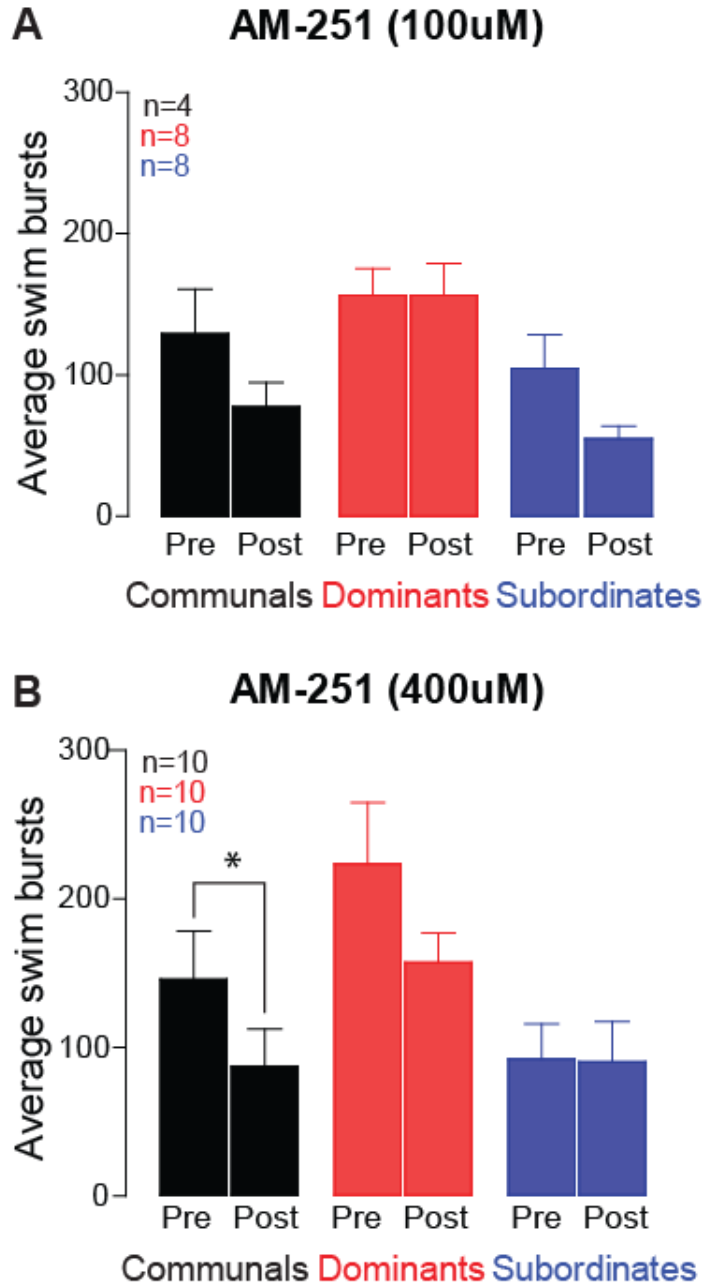 A
AM-251 (100uM)
Average swim bursts
300
200
100
0
n=4
n=8
n=8
Pre Post Pre Post Pre Post
Communals Dominants Subordinates
B
AM-251 (400uM)
Average swim bursts
300
200
100
0
n=10
n=10
n=10
*
Pre Post Pre Post Pre Post
Communals Dominants Subordinates